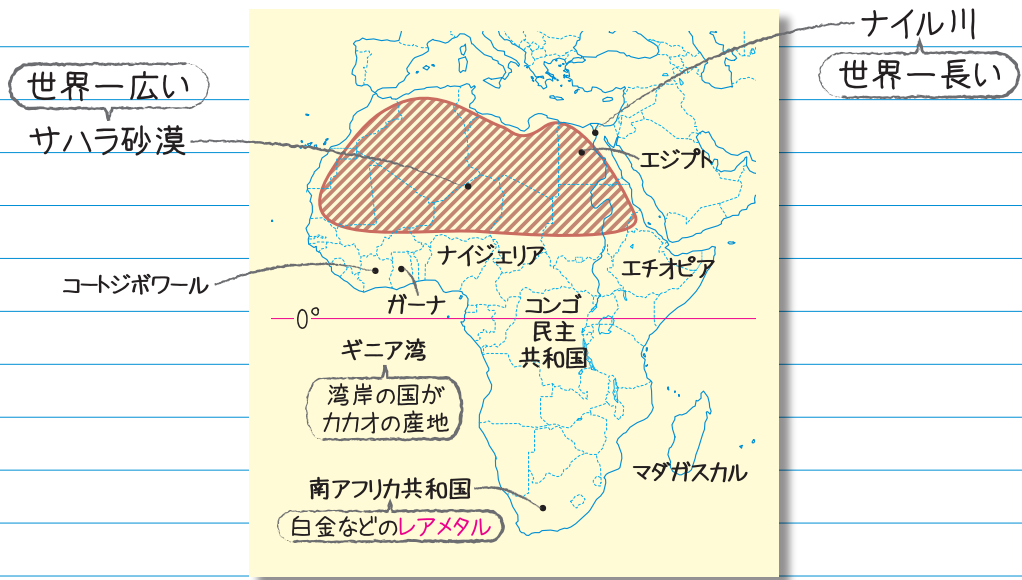 ナイル川
世界一長い
世界一広い
サハラ砂漠
エジプト
ナイジェリア
エチオピア
コートジボワール
ガーナ
コンゴ
民主
共和国
0°
ギニア湾
湾岸の国が
カカオの産地
マダガスカル
南アフリカ共和国
白金などのレアメタル